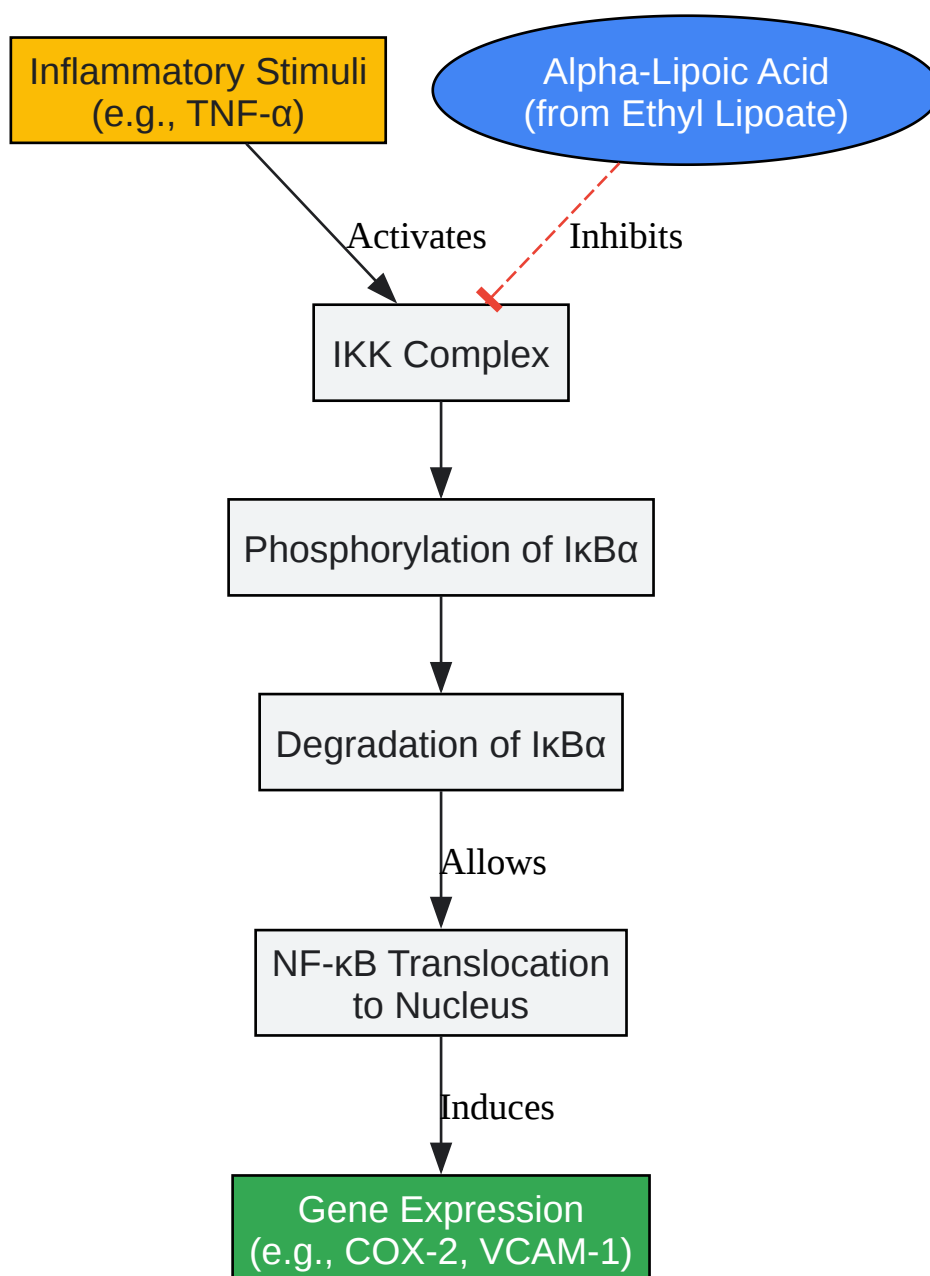 Inflammatory Stimuli
(e.g., TNF-α)
Alpha-Lipoic Acid
(from Ethyl Lipoate)
Activates
Inhibits
IKK Complex
Phosphorylation of IκBα
Degradation of IκBα
Allows
NF-κB Translocation
to Nucleus
Induces
Gene Expression
(e.g., COX-2, VCAM-1)